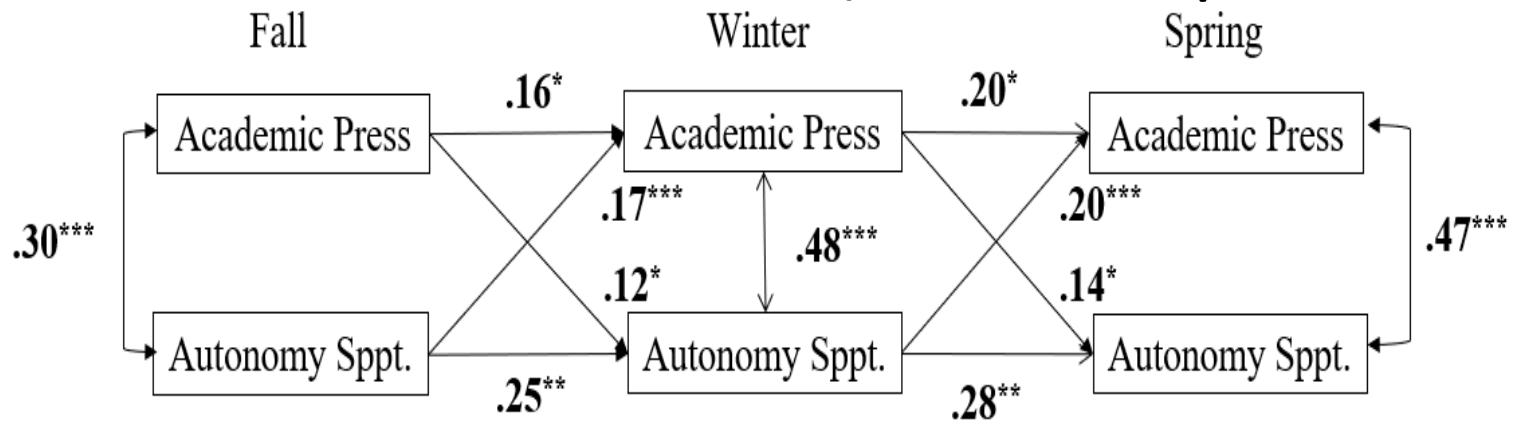 Fall Winter Spring
.16* .20*
Academic Press Academic Press Academic Press
.17*** .20***
.30*** .48*** .47***
.12* .14*
Autonomy Sppt. Autonomy Sppt. Autonomy Sppt.
.25** .28**